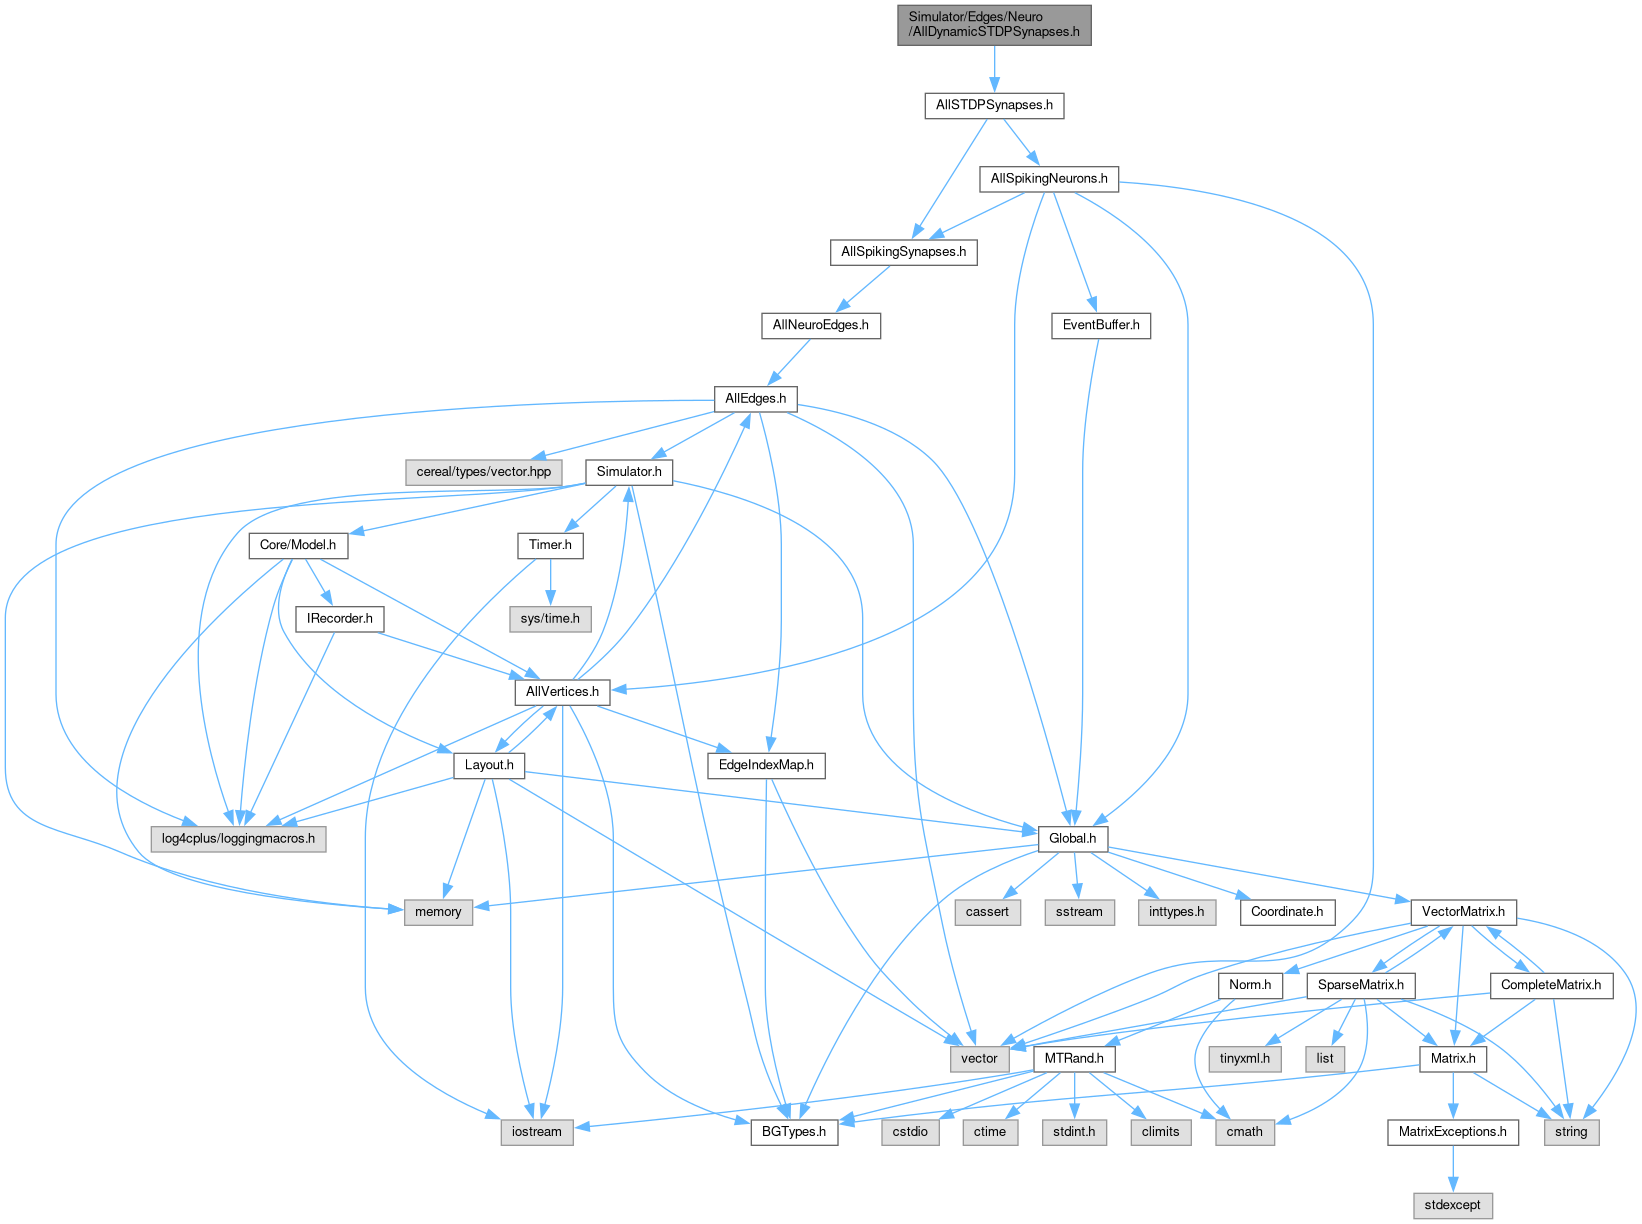 Simulator/Edges/Neuro
/AllDynamicSTDPSynapses.h
AllSTDPSynapses.h
AllSpikingNeurons.h
AllSpikingSynapses.h
AllNeuroEdges.h
EventBuffer.h
AllEdges.h
cereal/types/vector.hpp
Simulator.h
Core/Model.h
Timer.h
IRecorder.h
sys/time.h
AllVertices.h
Layout.h
EdgeIndexMap.h
log4cplus/loggingmacros.h
Global.h
memory
cassert
sstream
inttypes.h
Coordinate.h
VectorMatrix.h
Norm.h
SparseMatrix.h
CompleteMatrix.h
vector
MTRand.h
tinyxml.h
list
Matrix.h
iostream
BGTypes.h
cstdio
ctime
stdint.h
climits
cmath
MatrixExceptions.h
string
stdexcept